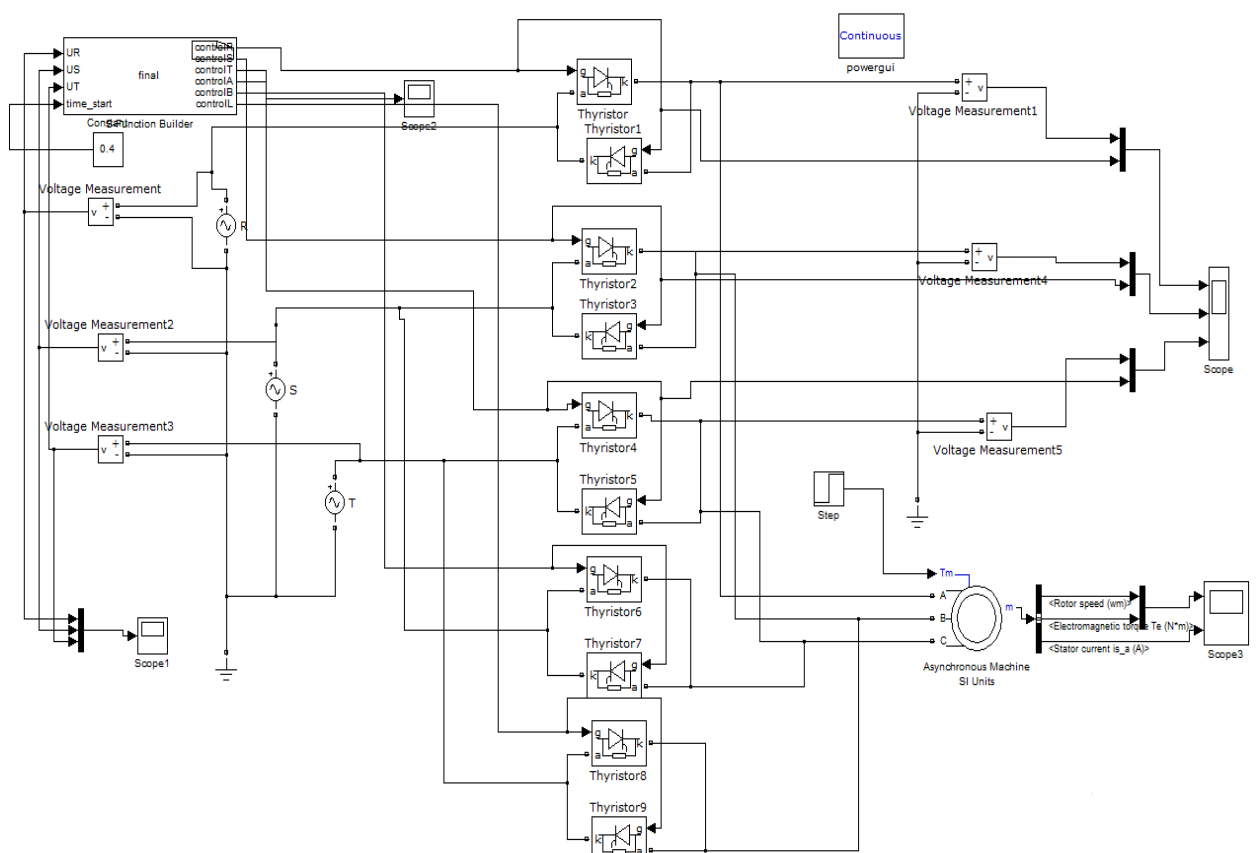 UR
US
UT
time_start
final
controlR
controlS
controlT
controlA
controlB
controlL
S-Function Builder
Constant
0.4
Scope2
Continuous
powergui
g
a
k
Thyristor
Thyristor1
g
k
a
+
-
v
Voltage Measurement1
Voltage Measurement
v
+
-
+
R
g
a
k
Thyristor2
Thyristor3
g
k
a
+
-
v
Voltage Measurement4
Scope
Voltage Measurement2
v
+
-
+
S
g
a
k
Thyristor4
Thyristor5
g
k
a
+
-
v
Voltage Measurement5
Voltage Measurement3
v
+
-
+
T
Step
g
a
k
Thyristor6
Thyristor7
g
k
a
Scope1
Tm
A
B
C
m
Asynchronous Machine
SI Units
<Rotor speed (wm)>
<Electromagnetic torque Te (N*m)>
<Stator current is_a (A)>
Scope3
g
a
k
Thyristor8
Thyristor9
g
k
a